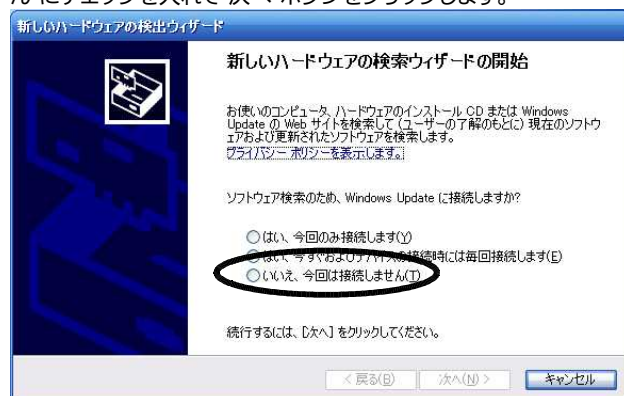 んにチェックを入れて 次へ ボタンをクリックします。
新しいハードウェアの検出ウィザード
新しいハードウェアの検索ウィザードの開始
お使いのコンピュータ、ハードウェアのインストール CD または Windows
Update の Web サイトを検索して (ユーザーの了解のもとに) 現在のソフトウ
ェアおよび更新されたソフトウェアを検索します。
プライバシー ポリシーを表示します。
ソフトウェア検索のため、Windows Update に接続しますか?
はい、今回のみ接続します(Y)
はい、今すぐおよびデバイスの接続時には毎回接続します(E)
いいえ、今回は接続しません(T)
続行するには、[次へ] をクリックしてください。
< 戻る(B)
次へ(N) >
キャンセル